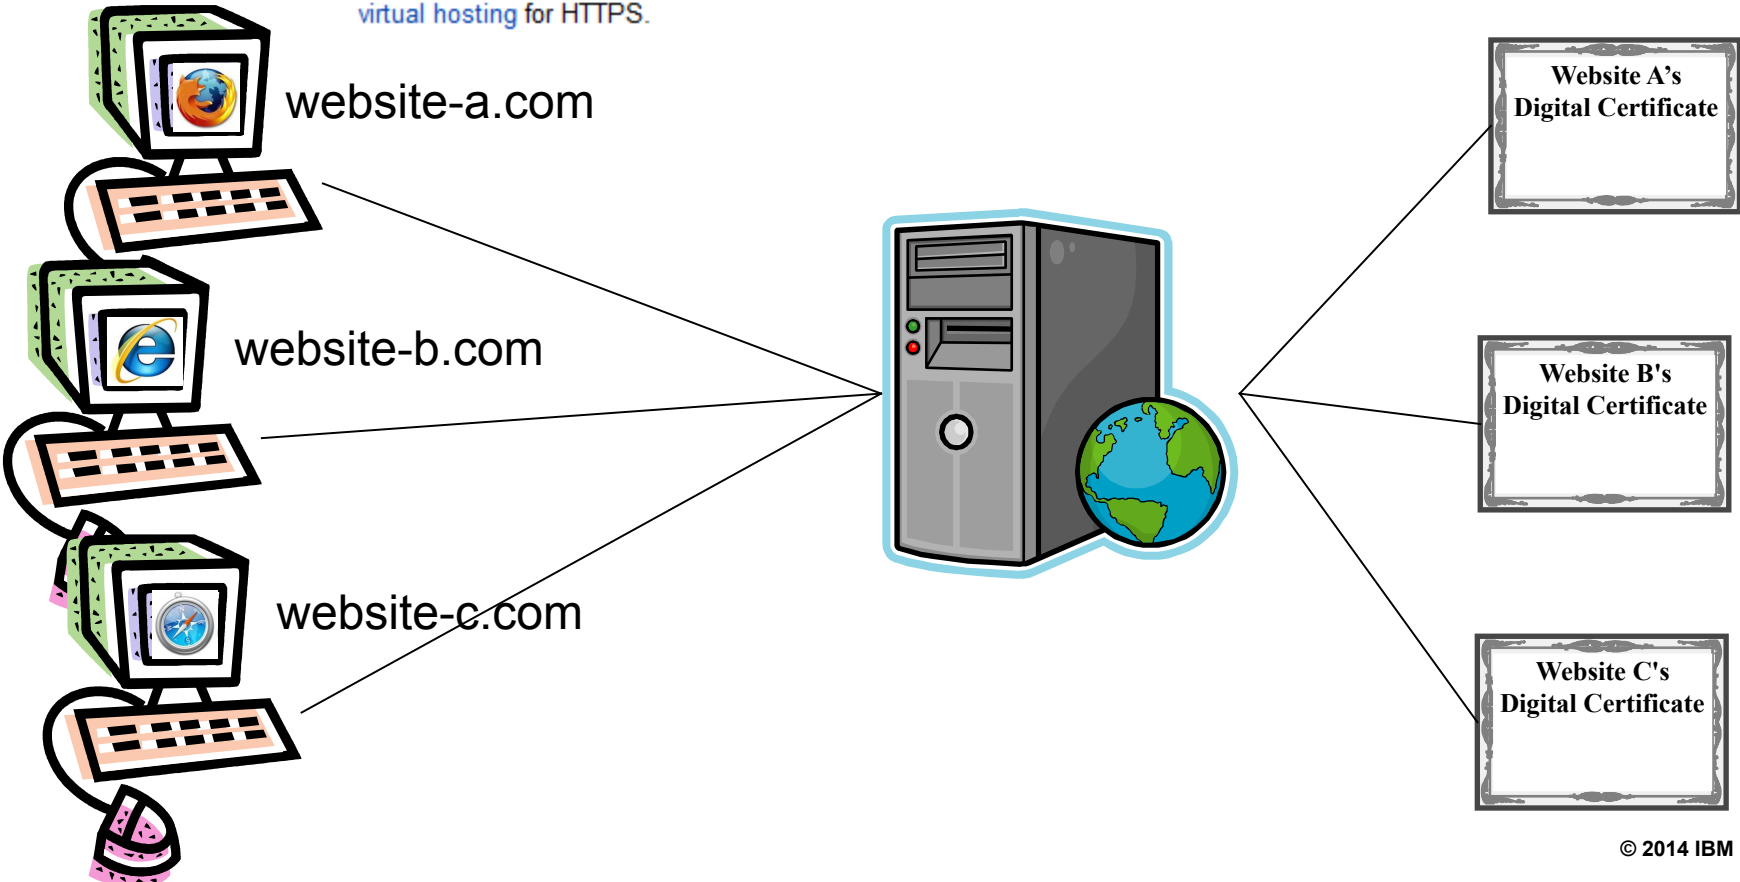 virtual hosting for HTTPS.
website-a.com
website-b.com
website-c.com
Website A’s
Digital Certificate
Website B's
Digital Certificate
Website C's
Digital Certificate
© 2014 IBM